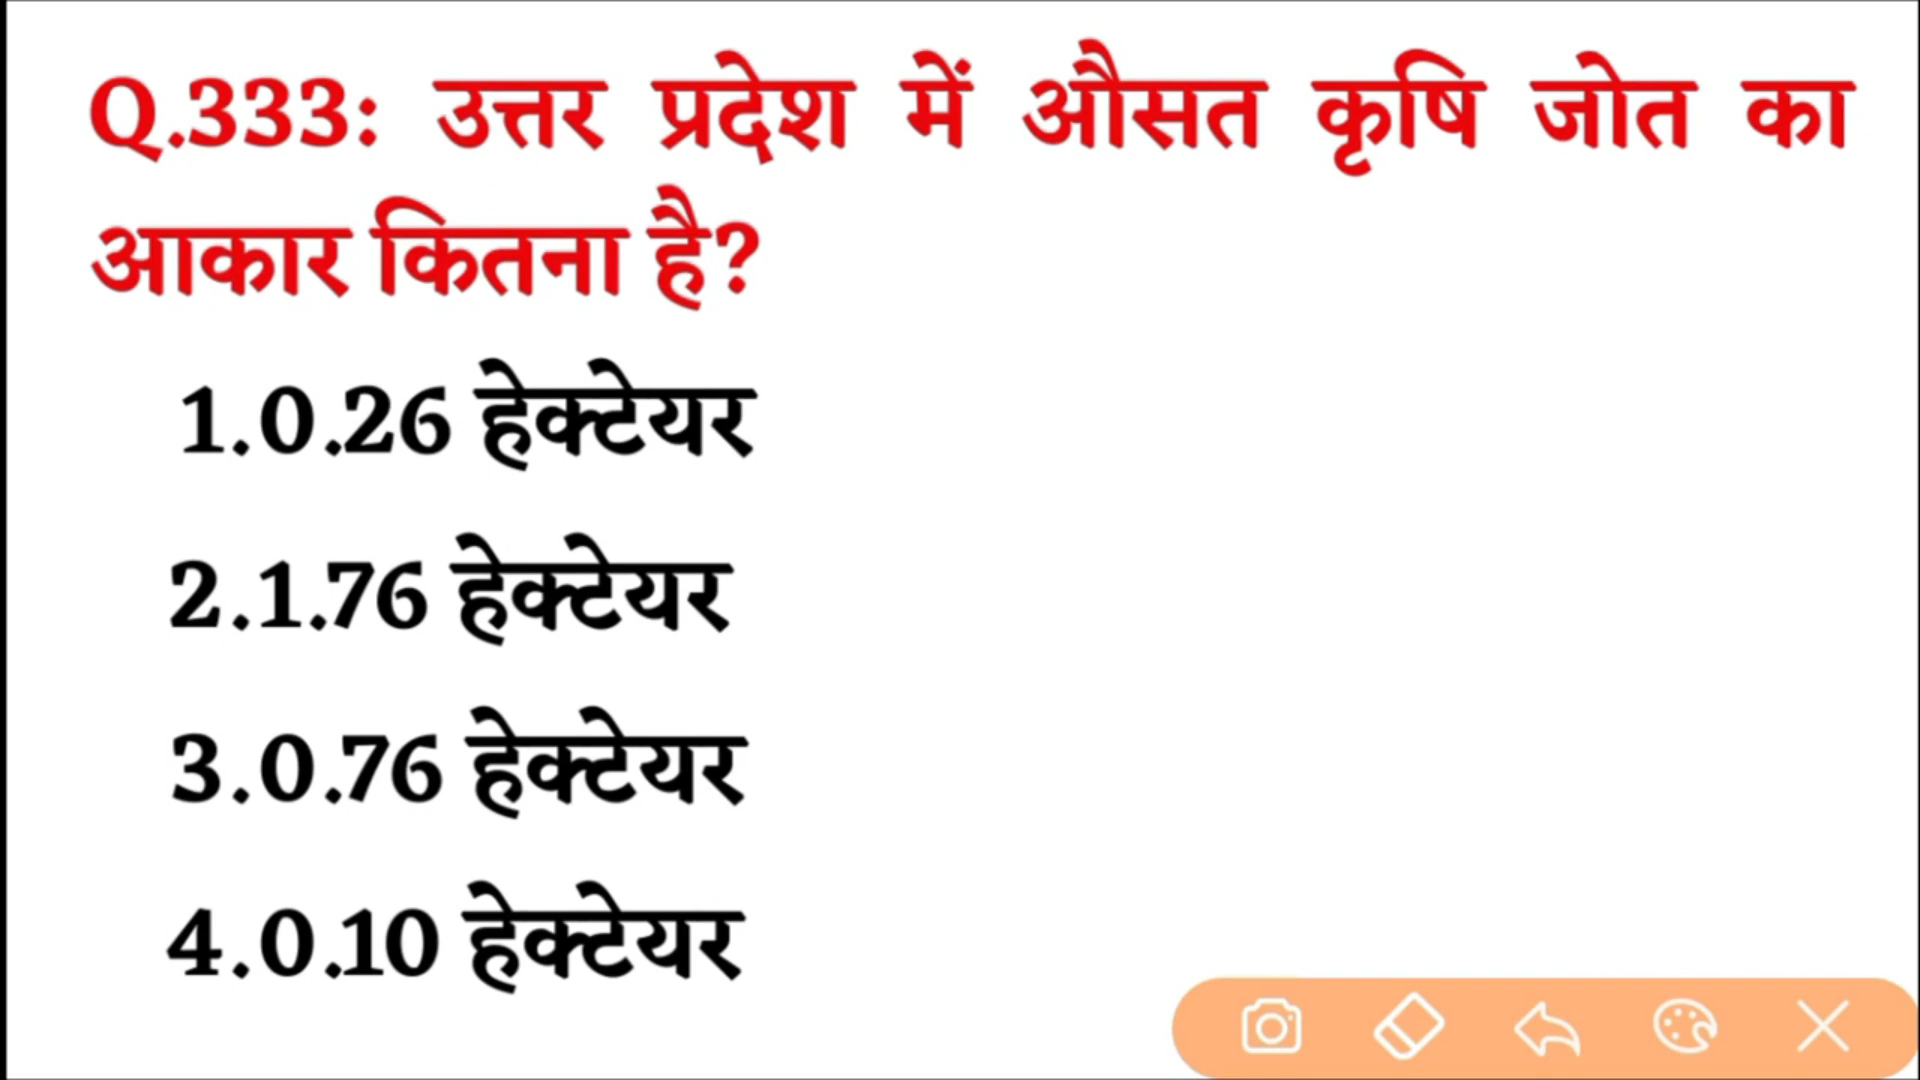 Q.333: उत्तर प्रदेश में औसत कृषि जोत का
आकार कितना है?
1.0.26 हेक्टेयर
2.1.76 हेक्टेयर
3.0.76 हेक्टेयर
4.0.10 हेक्टेयर